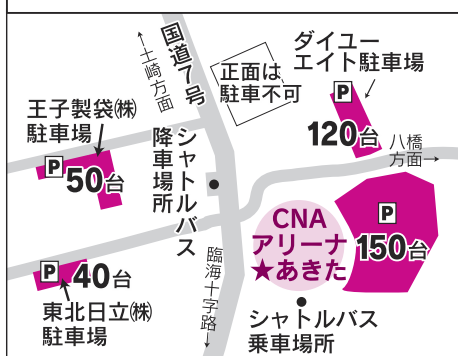 国道7号
←土崎方面
正面は
駐車不可
ダイユー
エイト駐車場
P
120台
八橋
方面→
王子製袋㈱
駐車場
P
50台
シャトルバス
降車場所
CNA
アリーナ
★あきた
P
150台
P
40台
東北日立㈱
駐車場
臨海十字路→
シャトルバス
乗車場所